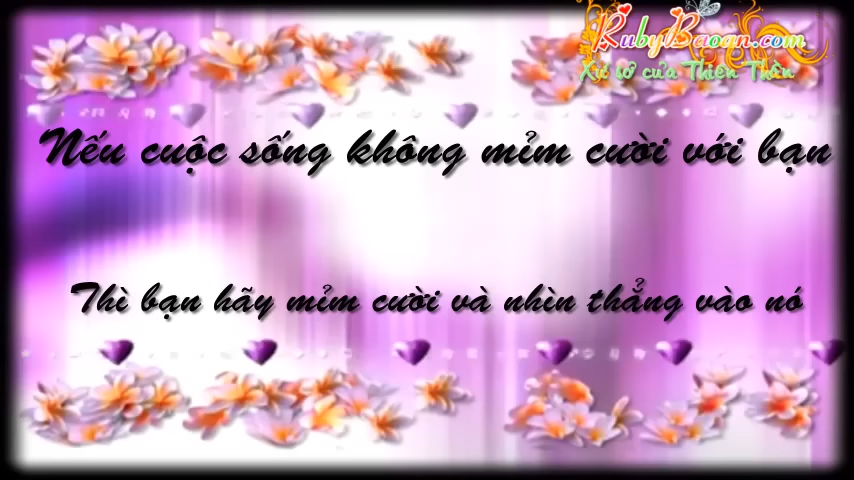 RubyBaoan.com
Xứ sở của Thiên Thần
Nếu cuộc sống không mỉm cười với bạn
Thì bạn hãy mỉm cười và nhìn thẳng vào nó